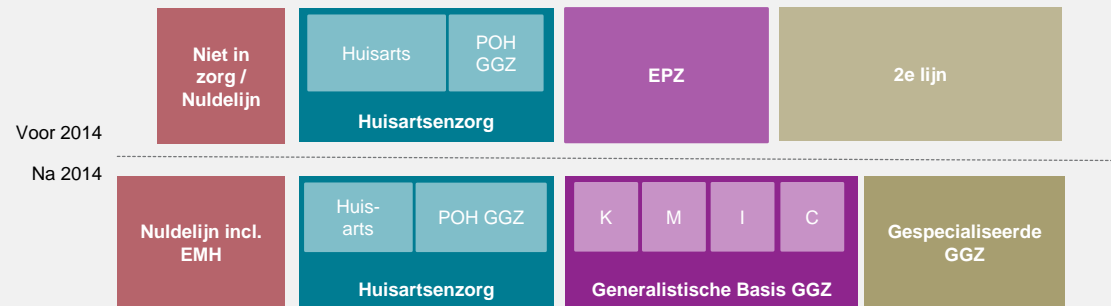 Voor 2014
Niet in
zorg /
Nuldelijn
Huisarts
POH
GGZ
Huisartsenzorg
EPZ
2e lijn
Na 2014
Nuldelijn incl.
EMH
Huis-
arts
POH GGZ
Huisartsenzorg
K
M
I
C
Generalistische Basis GGZ
Gespecialiseerde
GGZ